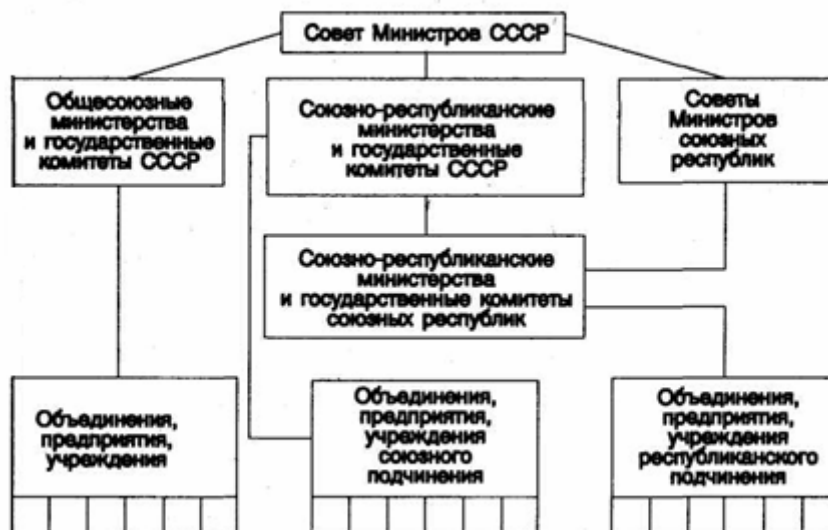 Совет Министров СССР
Общесоюзные
министерства
и государственные
комитеты СССР
Союзно-республиканские
министерства
и государственные
комитеты СССР
Советы
Министров
союзных
республик
Союзно-республиканские
министерства
и государственные комитеты
союзных республик
Объединения,
предприятия,
учреждения
Объединения,
предприятия,
учреждения
союзного
подчинения
Объединения,
предприятия,
учреждения
республиканского
подчинения